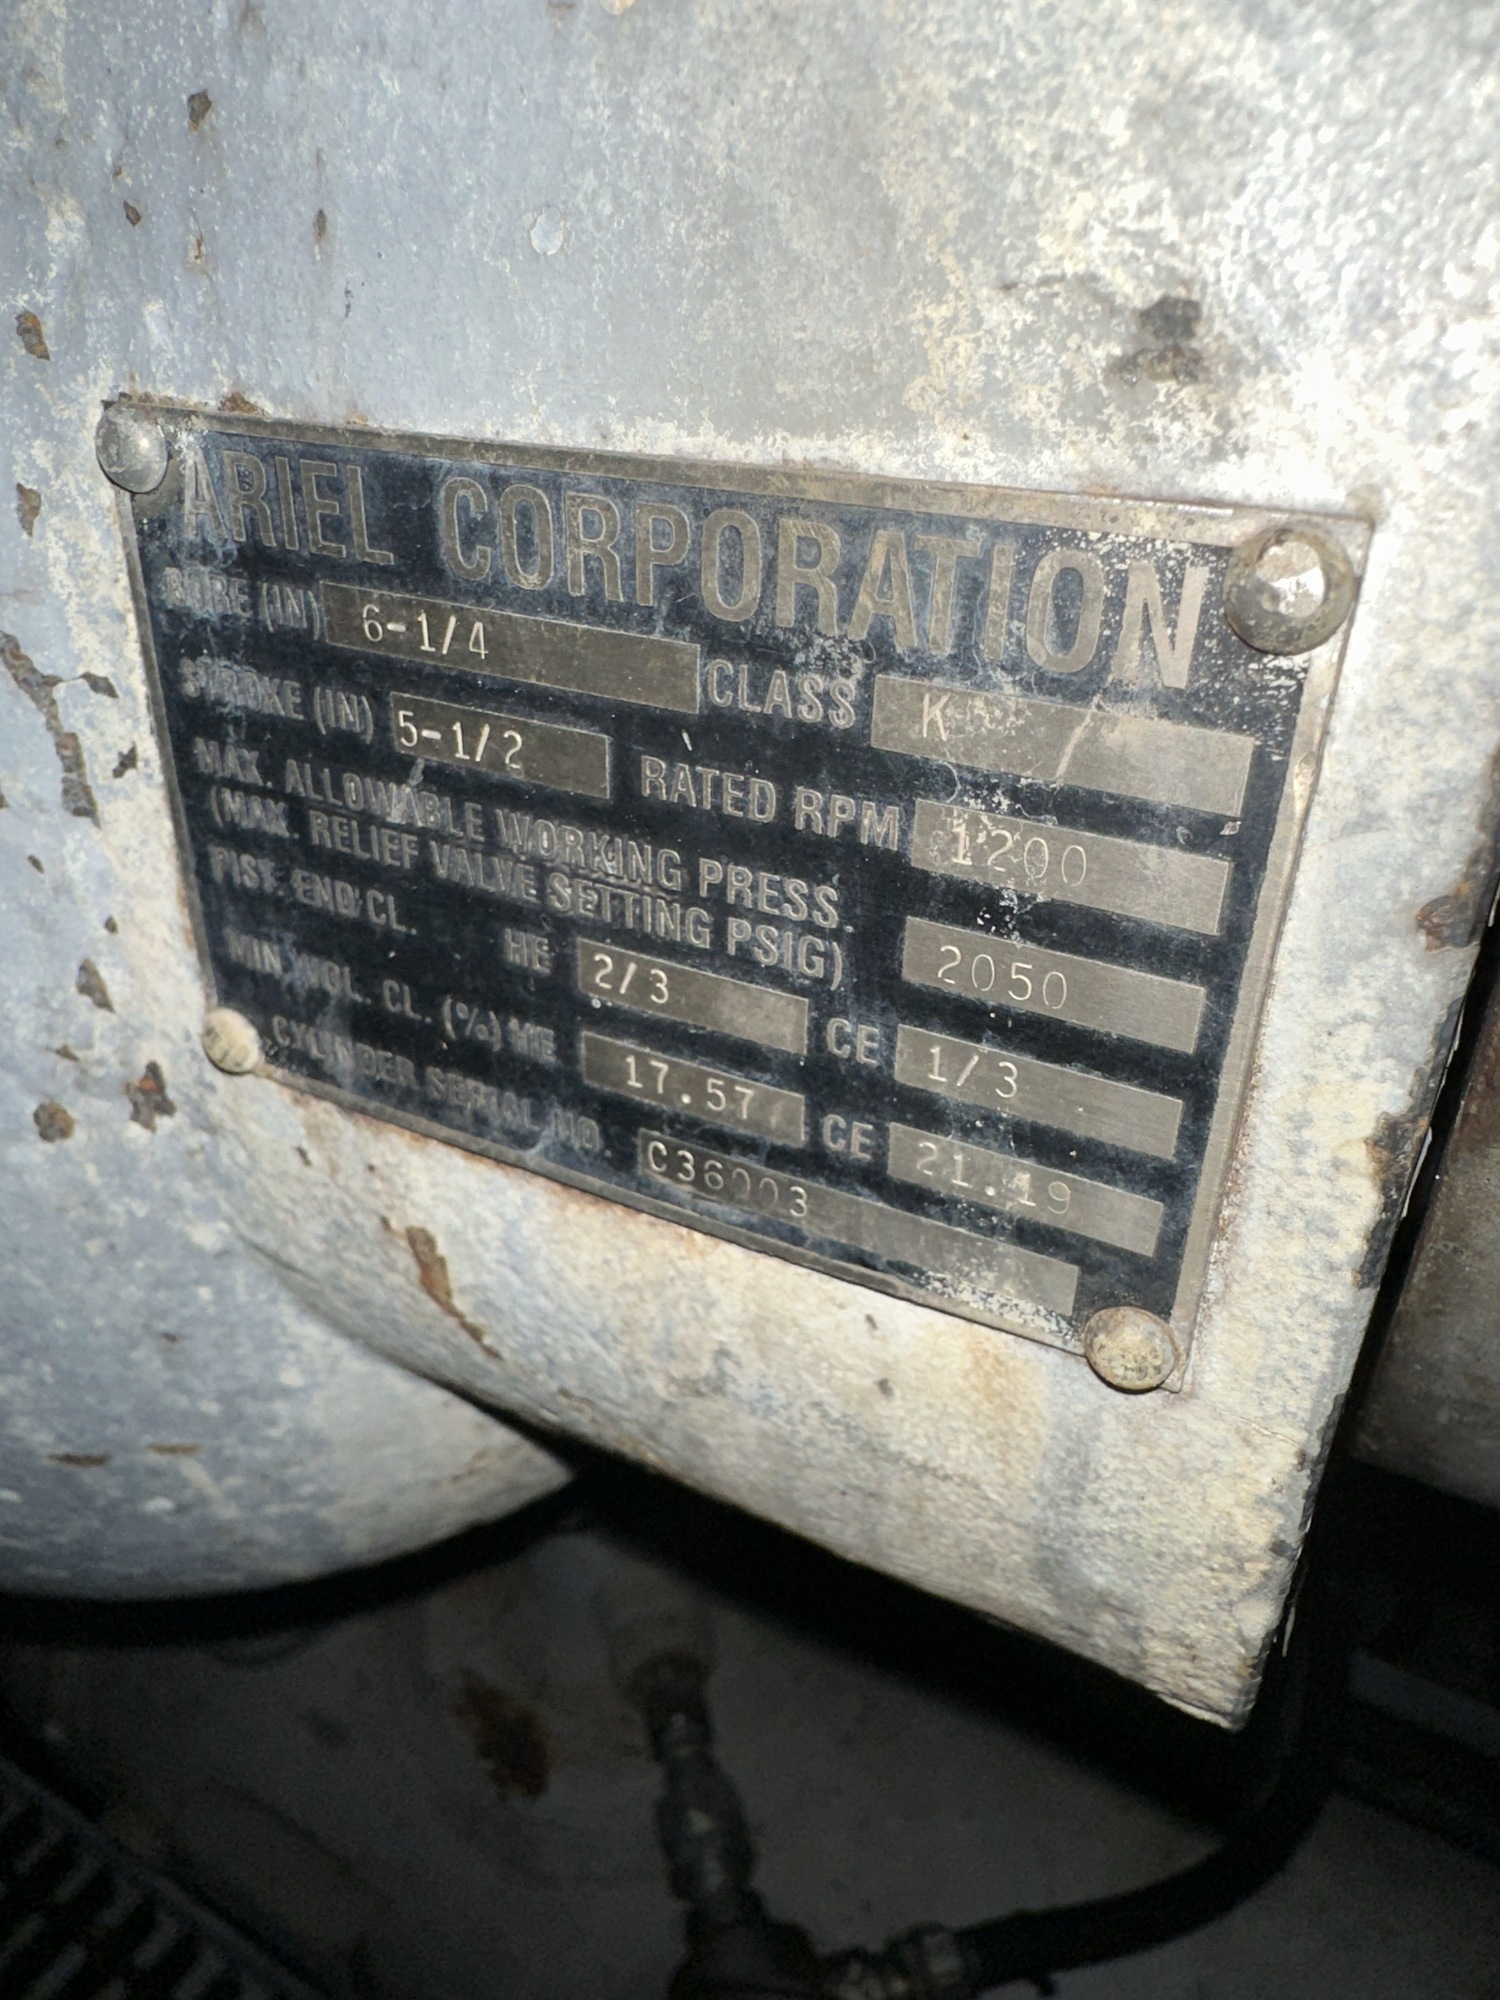 ARIEL CORPORATION
BORE (IN) 6-1/4 CLASS K
STROKE (IN) 5-1/2 RATED RPM 1200
MAX. ALLOWABLE WORKING PRESS.
(MAX. RELIEF VALVE SETTING PSIG) 2050
PIST. END CL. HE 2/3 CE 1/3
MIN. VOL. CL. (%) HE 17.57 CE 21.19
CYLINDER SERIAL NO. C36003